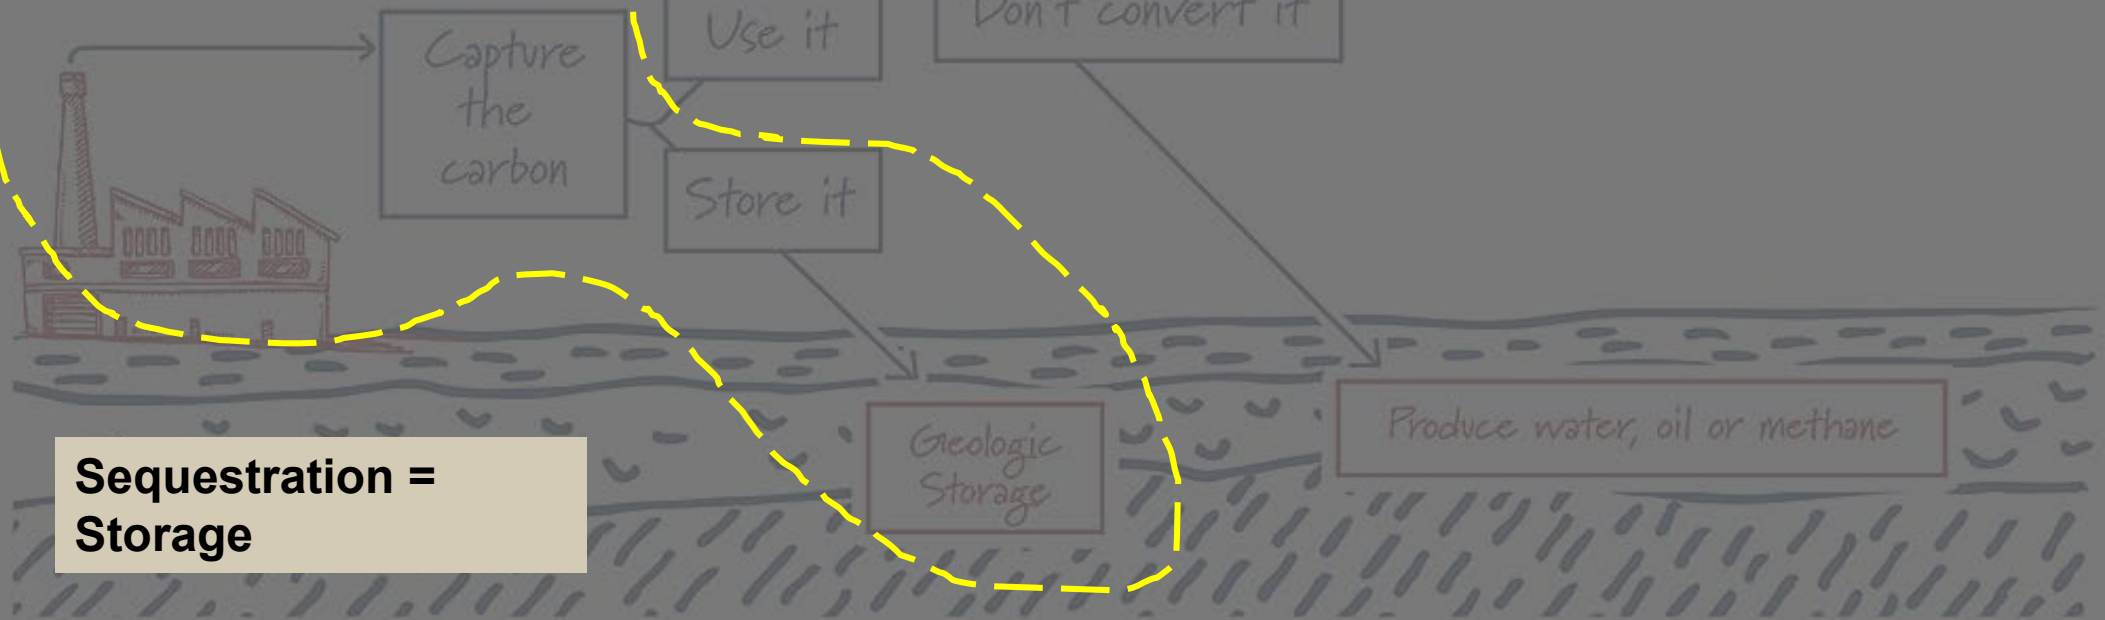 Use it
Don't convert it
Capture
the
carbon
Store it
Geologic
Storage
Produce water, oil or methane
Sequestration =
Storage